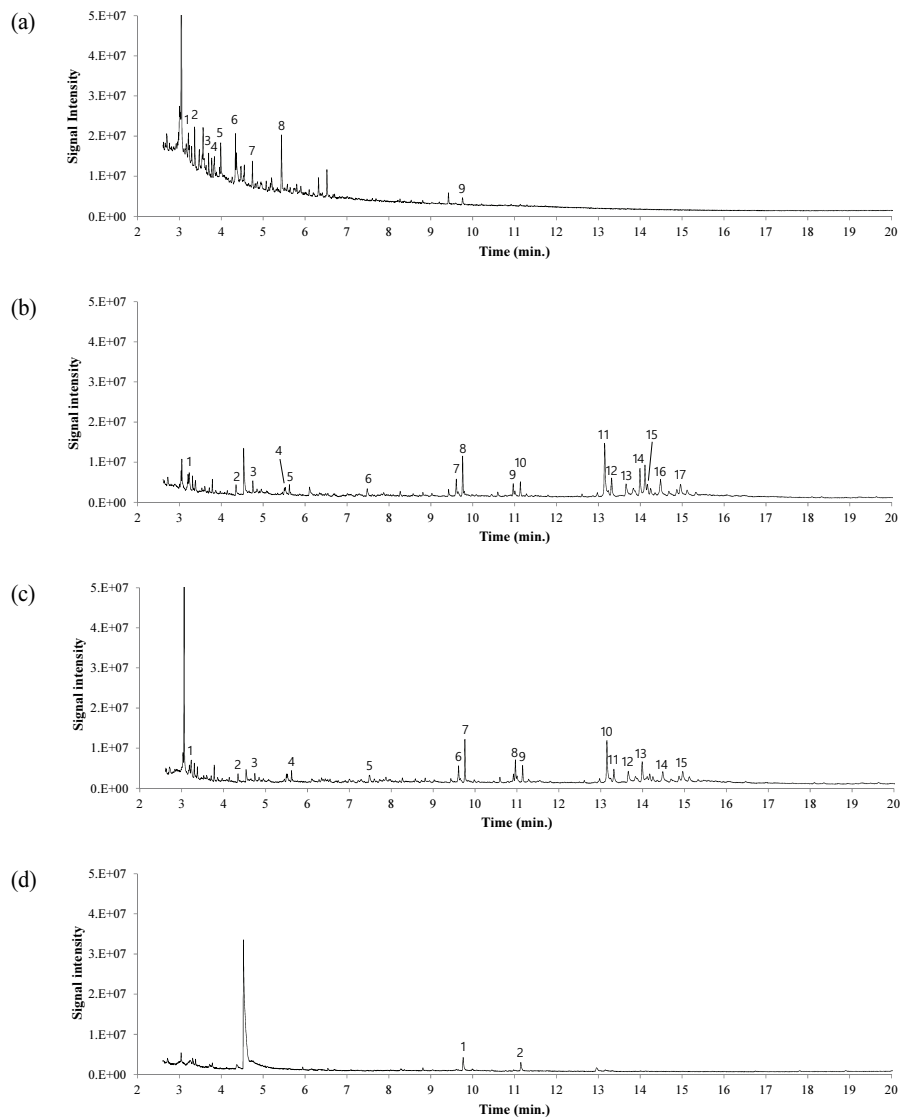 (a)
Signal Intensity
5.E+07
4.E+07
3.E+07
2.E+07
1.E+07
0.E+00
1 2 3 4 5 6 7 8 9
2 3 4 5 6 7 8 9 10 11 12 13 14 15 16 17 18 19 20
Time (min.)
(b)
Signal intensity
5.E+07
4.E+07
3.E+07
2.E+07
1.E+07
0.E+00
1 2 3 4 5 6 7 8 9 10 11 12 13 14 15 16 17
2 3 4 5 6 7 8 9 10 11 12 13 14 15 16 17 18 19 20
Time (min.)
(c)
Signal intensity
5.E+07
4.E+07
3.E+07
2.E+07
1.E+07
0.E+00
1 2 3 4 5 6 7 8 9 10 11 12 13 14 15
2 3 4 5 6 7 8 9 10 11 12 13 14 15 16 17 18 19 20
Time (min.)
(d)
Signal intensity
5.E+07
4.E+07
3.E+07
2.E+07
1.E+07
0.E+00
1 2
2 3 4 5 6 7 8 9 10 11 12 13 14 15 16 17 18 19 20
Time (min.)